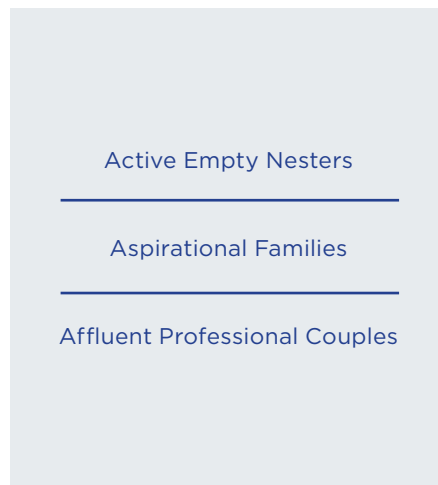 Active Empty Nesters
Aspirational Families
Affluent Professional Couples